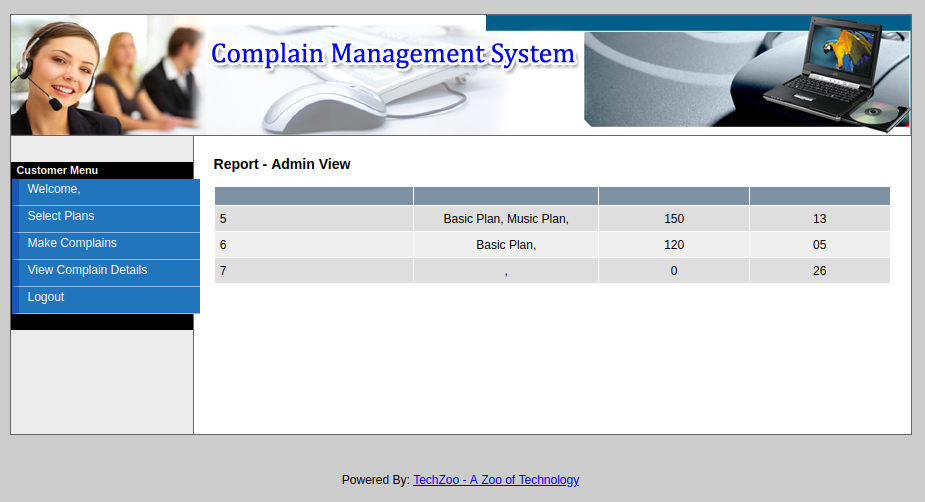 Complain Management System
Customer Menu
Welcome,
Select Plans
Make Complains
View Complain Details
Logout
Report - Admin View
5 Basic Plan, Music Plan, 150 13
6 Basic Plan, 120 05
7 , 0 26
Powered By: TechZoo - A Zoo of Technology